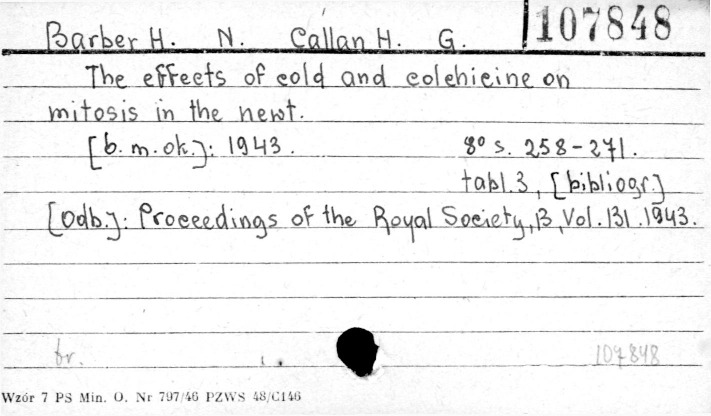 107848
Barber H. N. Callan H. G.
The effects of cold and colchicine on
mitosis in the newt.
[b. m. ok.]: 1943. 8° s. 258-271.
tabl. 3, [bibliogr.]
[Odb.]: Proceedings of the Royal Society, B, Vol. 131. 1943.
br. 107848
Wzór 7 PS Min. O. Nr 797/46 PZWS 48/C146